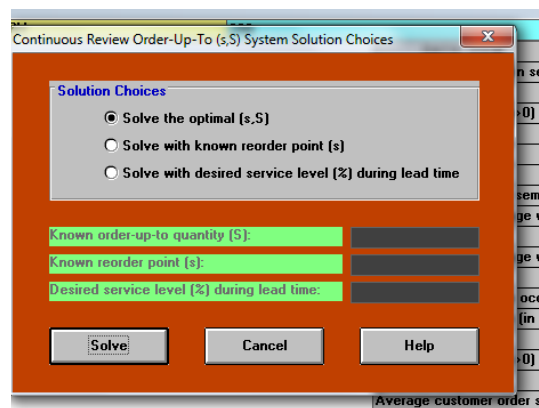 Continuous Review Order-Up-To (s,S) System Solution Choices
Solution Choices
Solve the optimal (s,S)
Solve with known reorder point (s)
Solve with desired service level (%) during lead time
Known order-up-to quantity (S):
Known reorder point (s):
Desired service level (%) during lead time:
Solve Cancel Help
Average customer order s